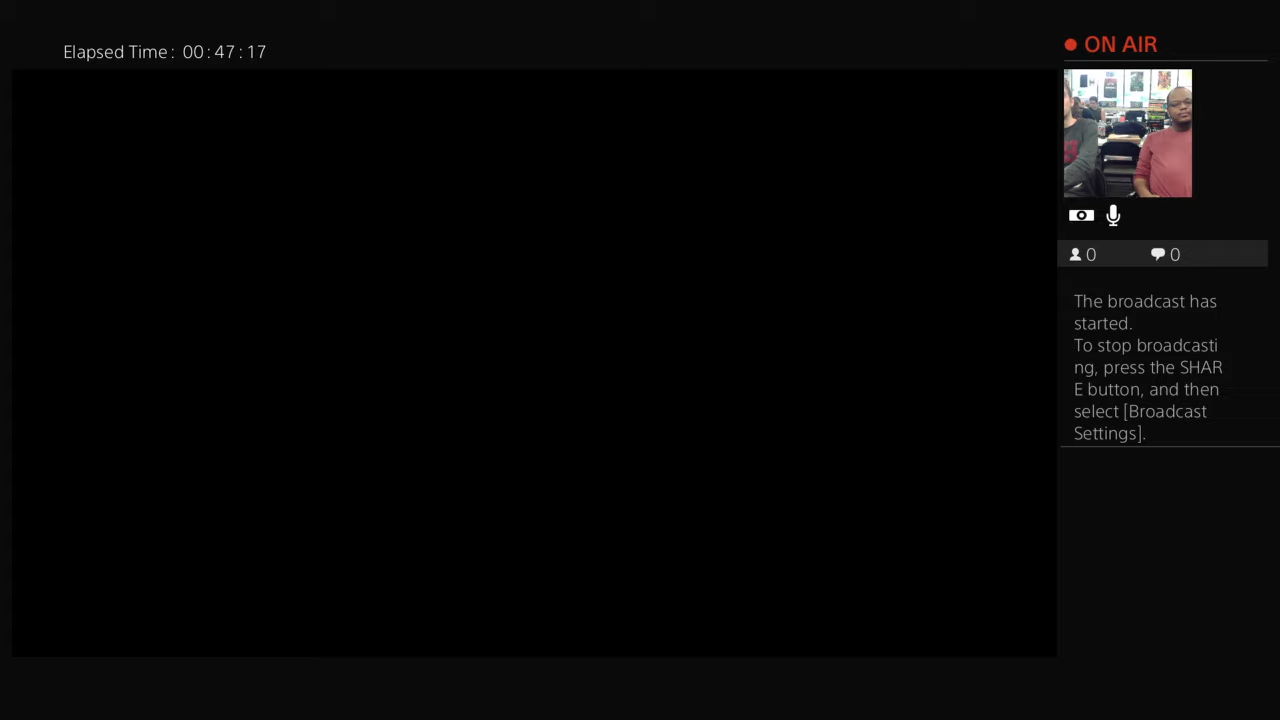 Elapsed Time: 00:47:17
ON AIR
0 0
The broadcast has
started.
To stop broadcasti
ng, press the SHAR
E button, and then
select [Broadcast
Settings].